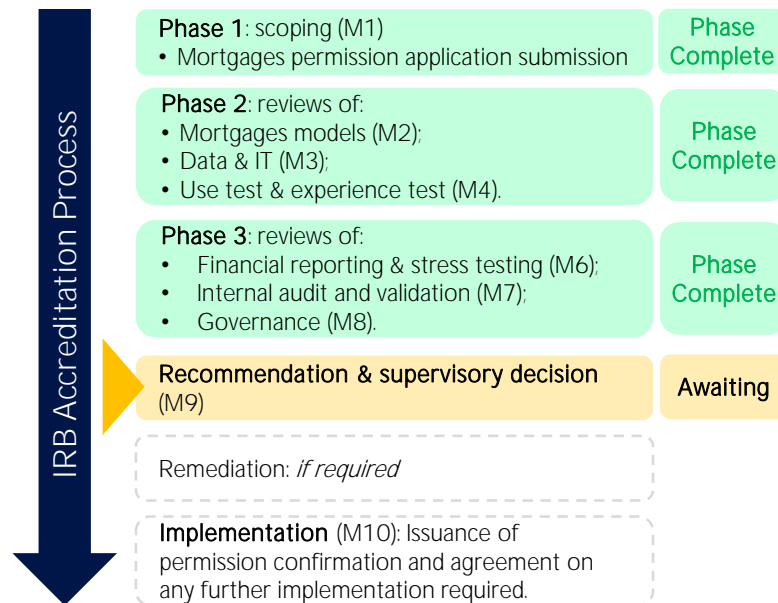 IRB Accreditation Process
Phase 1: scoping (M1)
• Mortgages permission application submission
Phase
Complete
Phase 2: reviews of:
• Mortgages models (M2);
• Data & IT (M3);
• Use test & experience test (M4).
Phase
Complete
Phase 3: reviews of:
• Financial reporting & stress testing (M6);
• Internal audit and validation (M7);
• Governance (M8).
Phase
Complete
Recommendation & supervisory decision
(M9)
Awaiting
Remediation: if required
Implementation (M10): Issuance of
permission confirmation and agreement on
any further implementation required.